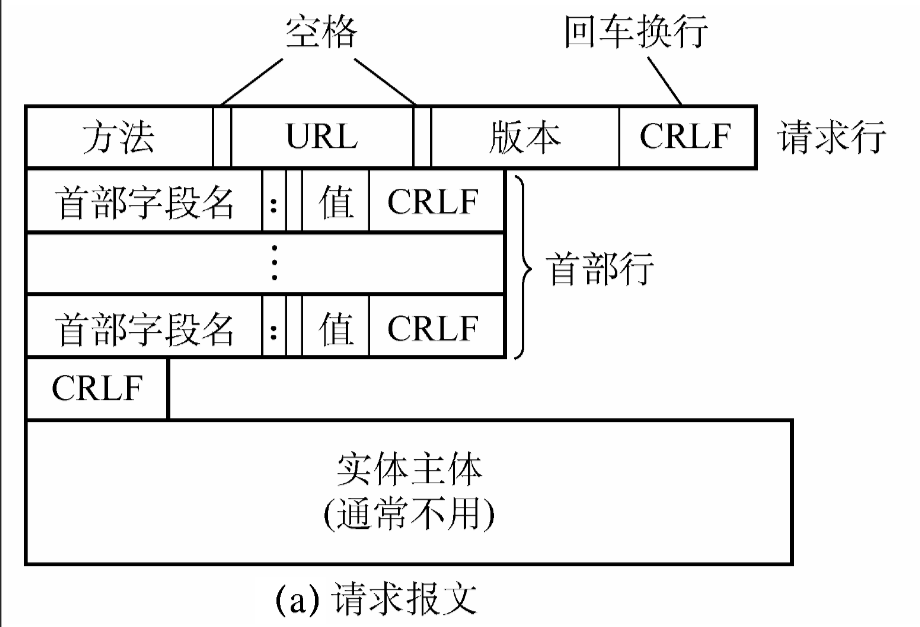 空格 回车换行
方法 URL 版本 CRLF 请求行
首部字段名 : 值 CRLF
⋮ 首部行
首部字段名 : 值 CRLF
CRLF
实体主体
(通常不用)
(a) 请求报文